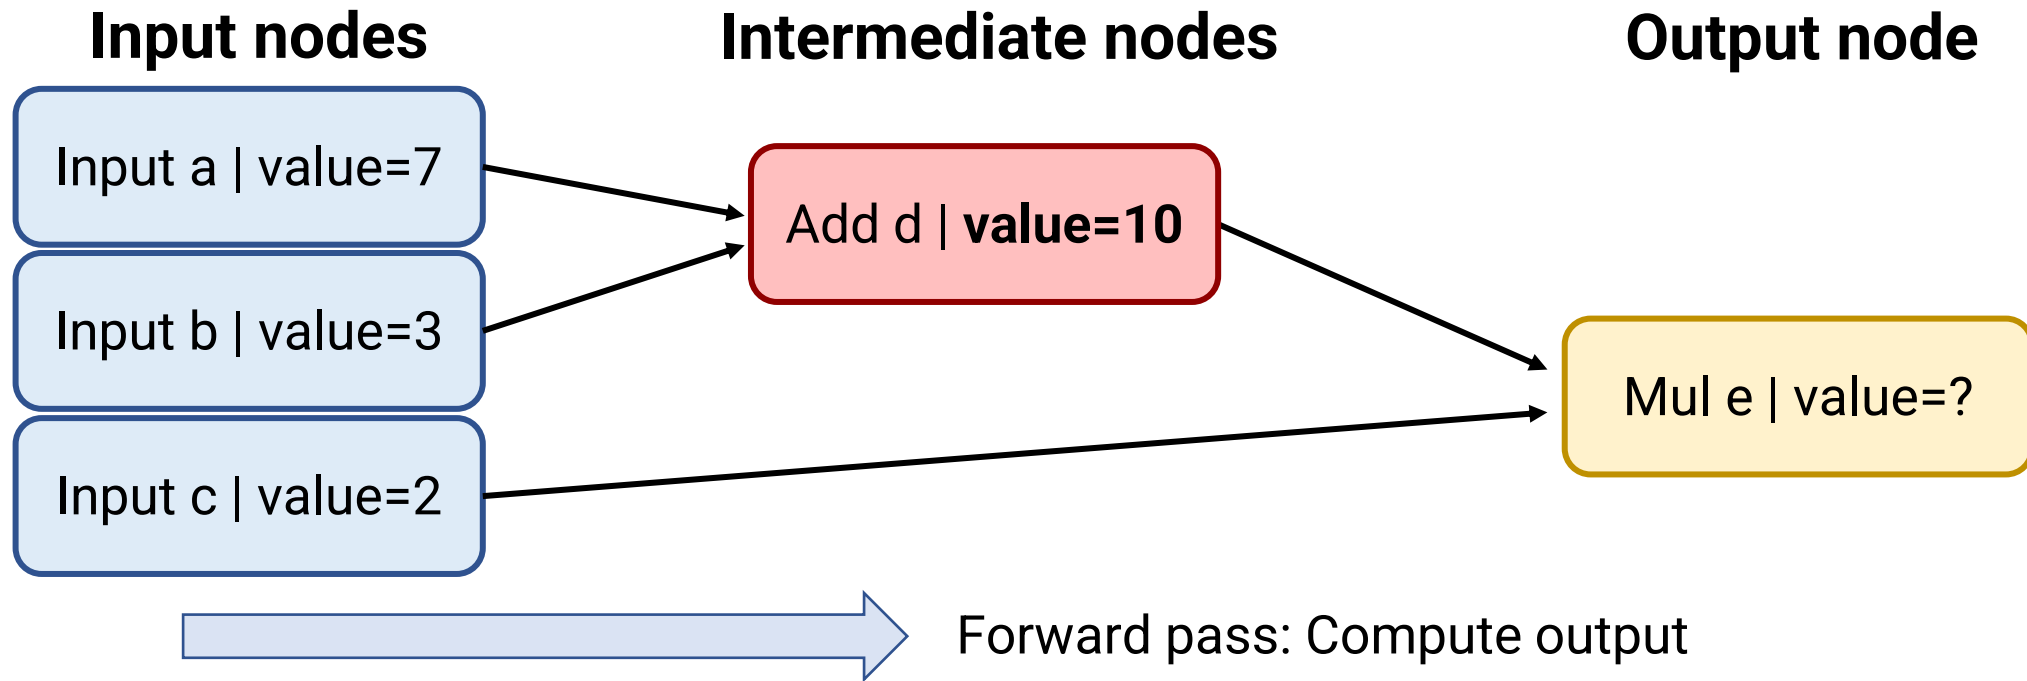 Input nodes
Intermediate nodes
Output node
Input a | value=7
Add d | value=10
Input b | value=3
Mul e | value=?
Input c | value=2
Forward pass: Compute output